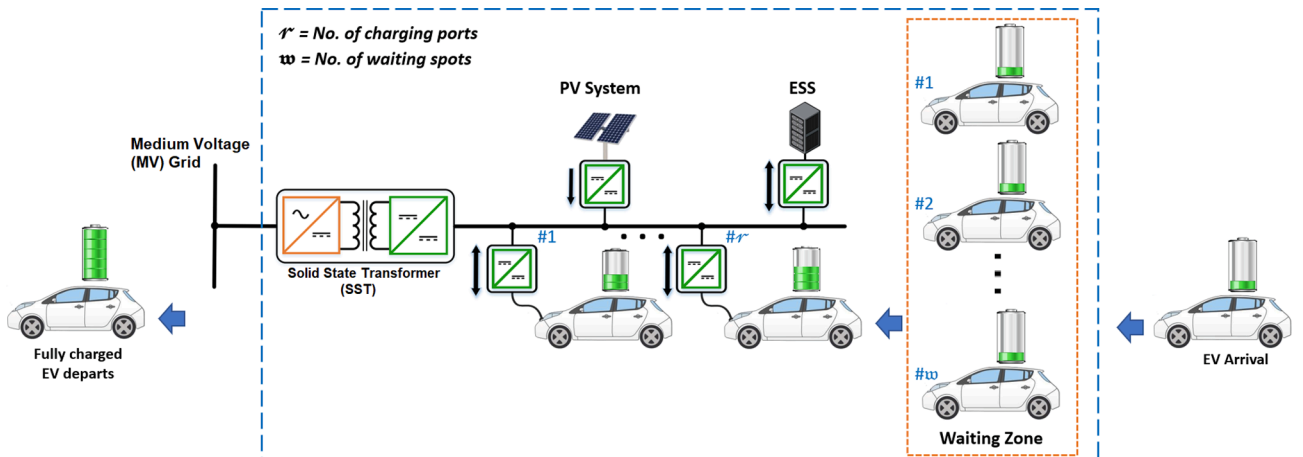 𝓇 = No. of charging ports
𝖜 = No. of waiting spots
PV System
ESS
#1
Medium Voltage
(MV) Grid
#2
#1
#𝓇
Solid State Transformer
(SST)
Fully charged
EV departs
EV Arrival
#𝖜
Waiting Zone